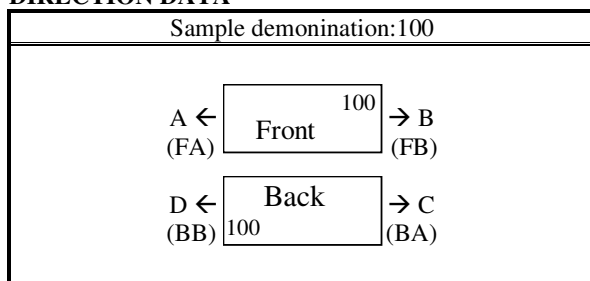 DIRECTION DATA
Sample demonination:100
100
A ← Front → B
(FA) (FB)
D ← Back → C
(BB) 100 (BA)